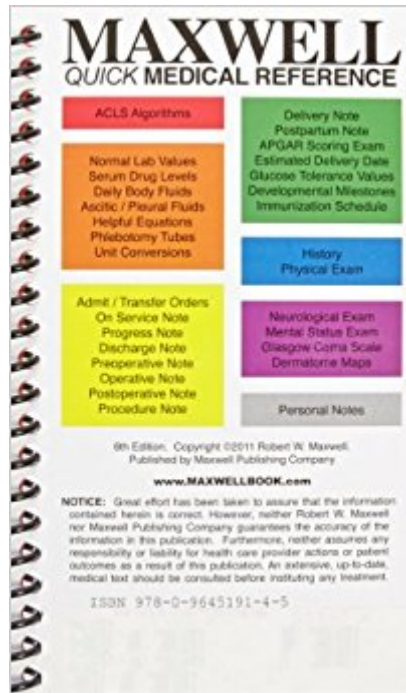 MAXWELL
QUICK MEDICAL REFERENCE
ACLS Algorithms
Normal Lab Values
Serum Drug Levels
Daily Body Fluids
Ascitic / Pleural Fluids
Helpful Equations
Phlebotomy Tubes
Unit Conversions
Admit / Transfer Orders
On Service Note
Progress Note
Discharge Note
Preoperative Note
Operative Note
Postoperative Note
Procedure Note
Delivery Note
Postpartum Note
APGAR Scoring Exam
Estimated Delivery Date
Glucose Tolerance Values
Developmental Milestones
Immunization Schedule
History
Physical Exam
Neurological Exam
Mental Status Exam
Glasgow Coma Scale
Dermatome Maps
Personal Notes
6th Edition. Copyright ©2011 Robert W. Maxwell.
Published by Maxwell Publishing Company
www.MAXWELLBOOK.com
NOTICE: Great effort has been taken to assure that the information
contained herein is correct. However, neither Robert W. Maxwell
nor Maxwell Publishing Company guarantees the accuracy of the
information in this publication. Furthermore, neither assumes any
responsibility or liability for health care provider actions or patient
outcomes as a result of this publication. An extensive, up-to-date,
medical text should be consulted before instituting any treatment.
ISBN 978-0-9645191-4-5